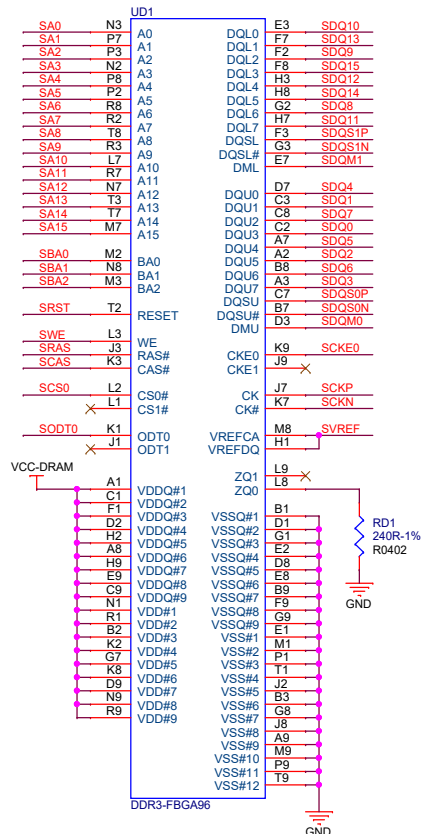 UD1
SA0 N3 A0 DQL0 E3 SDQ10
SA1 P7 A1 DQL1 F7 SDQ13
SA2 P3 A2 DQL2 F2 SDQ9
SA3 N2 A3 DQL3 F8 SDQ15
SA4 P8 A4 DQL4 H3 SDQ12
SA5 P2 A5 DQL5 H8 SDQ14
SA6 R8 A6 DQL6 G2 SDQ8
SA7 R2 A7 DQL7 H7 SDQ11
SA8 T8 A8 DQSL F3 SDQS1P
SA9 R3 A9 DQSL# G3 SDQS1N
SA10 L7 A10 DML E7 SDQM1
SA11 R7 A11
SA12 N7 A12 DQU0 D7 SDQ4
SA13 T3 A13 DQU1 C3 SDQ1
SA14 T7 A14 DQU2 C8 SDQ7
SA15 M7 A15 DQU3 C2 SDQ0
DQU4 A7 SDQ5
SBA0 M2 BA0 DQU5 A2 SDQ2
SBA1 N8 BA1 DQU6 B8 SDQ6
SBA2 M3 BA2 DQU7 A3 SDQ3
DQSU C7 SDQS0P
SRST T2 RESET DQSU# B7 SDQS0N
DMU D3 SDQM0
SWE L3 WE
SRAS J3 RAS# CKE0 K9 SCKE0
SCAS K3 CAS# CKE1 J9
SCS0 L2 CS0# CK J7 SCKP
L1 CS1# CK# K7 SCKN
SODT0 K1 ODT0 VREFCA M8 SVREF
J1 ODT1 VREFDQ H1
VCC-DRAM
ZQ1 L9
ZQ0 L8
A1 VDDQ#1
C1 VDDQ#2 VSSQ#1 B1
F1 VDDQ#3 VSSQ#2 D1
D2 VDDQ#4 VSSQ#3 G1
H2 VDDQ#5 VSSQ#4 E2
A8 VDDQ#6 VSSQ#5 D8
H9 VDDQ#7 VSSQ#6 E8
E9 VDDQ#8 VSSQ#7 B9
C9 VDDQ#9 VSSQ#8 F9
N1 VDD#1 VSSQ#9 G9
R1 VDD#2 VSS#1 E1
B2 VDD#3 VSS#2 M1
K2 VDD#4 VSS#3 P1
G7 VDD#5 VSS#4 T1
K8 VDD#6 VSS#5 J2
D9 VDD#7 VSS#6 B3
N9 VDD#8 VSS#7 G8
R9 VDD#9 VSS#8 J8
VSS#9 A9
VSS#10 M9
VSS#11 P9
VSS#12 T9
RD1
240R-1%
R0402
GND
DDR3-FBGA96
GND